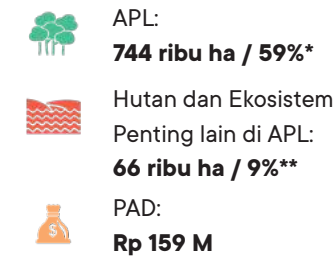 APL:
744 ribu ha / 59%*
Hutan dan Ekosistem
Penting lain di APL:
66 ribu ha / 9%**
PAD:
Rp 159 M